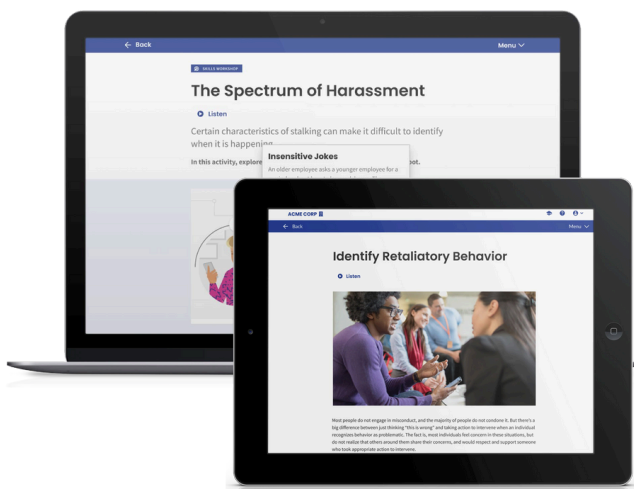 ← Back
Menu
SKILLS WORKSHOP
The Spectrum of Harassment
Listen
Certain characteristics of stalking can make it difficult to identify
when it is happening
In this activity, explore
oot.
Insensitive Jokes
An older employee asks a younger employee for a
ACME CORP
← Back
Menu
Identify Retaliatory Behavior
Listen
Most people do not engage in misconduct, and the majority of people do not condone it. But there's a
big difference between just thinking "this is wrong" and taking action to intervene when an individual
recognizes behavior as problematic. The fact is, most individuals feel concern in these situations, but
do not realize that others around them share their concerns, and would respect and support someone
who took appropriate action to intervene.